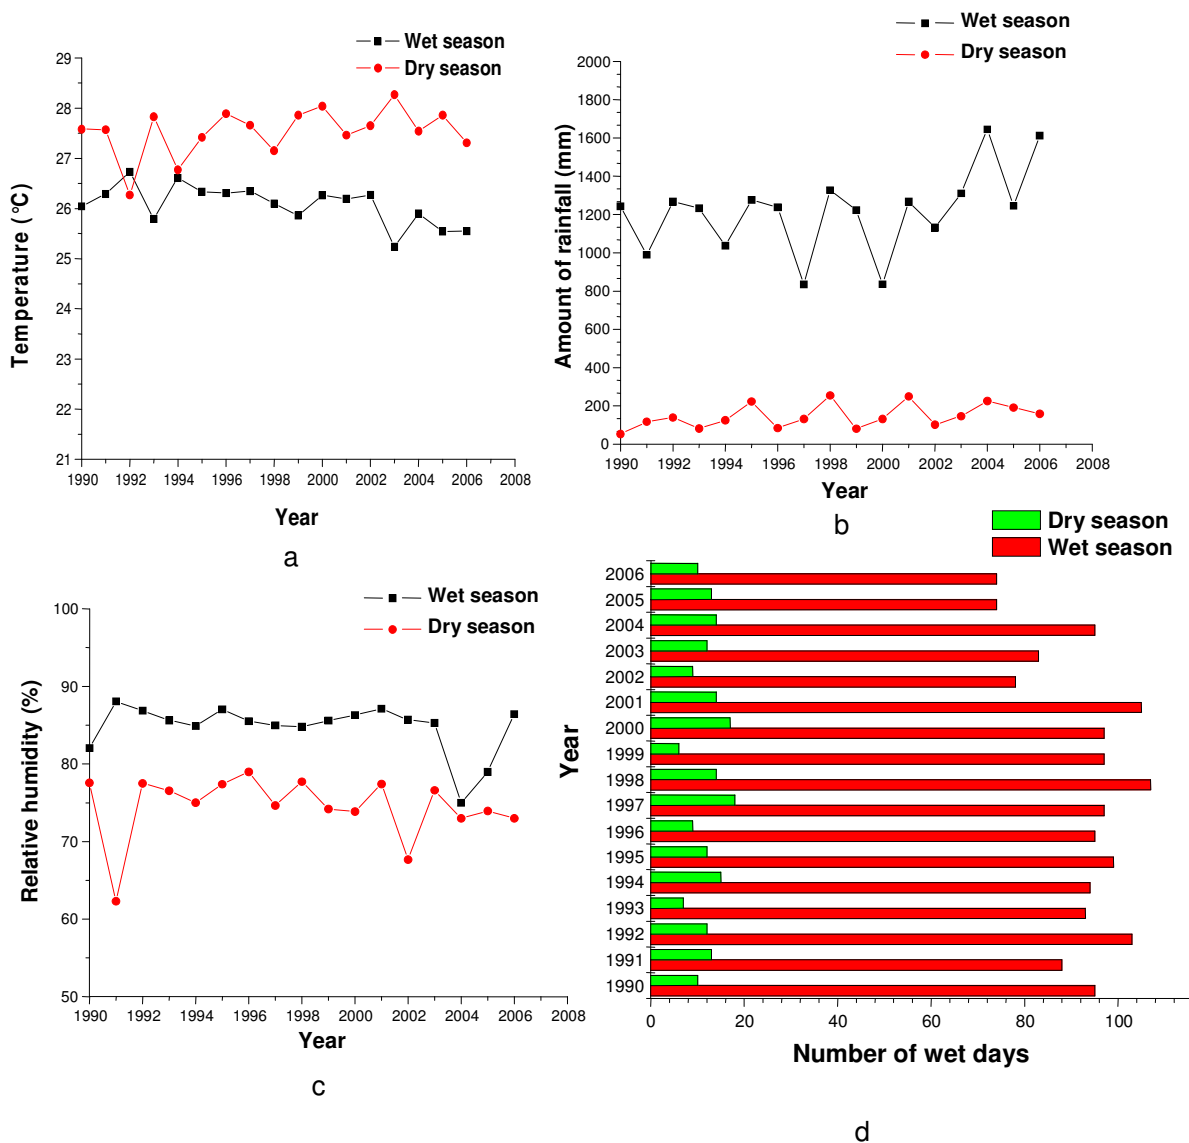 a
Wet season
Dry season
29
28
27
26
25
24
23
22
21
Temperature (°C)
1990 1992 1994 1996 1998 2000 2002 2004 2006 2008
Year
a
Wet season
Dry season
2000
1800
1600
1400
1200
1000
800
600
400
200
0
Amount of rainfall (mm)
1990 1992 1994 1996 1998 2000 2002 2004 2006 2008
Year
b
Wet season
Dry season
100
90
80
70
60
50
Relative humidity (%)
1990 1992 1994 1996 1998 2000 2002 2004 2006 2008
Year
c
Dry season
Wet season
2006
2005
2004
2003
2002
2001
2000
1999
1998
1997
1996
1995
1994
1993
1992
1991
1990
Year
0 20 40 60 80 100
Number of wet days
d